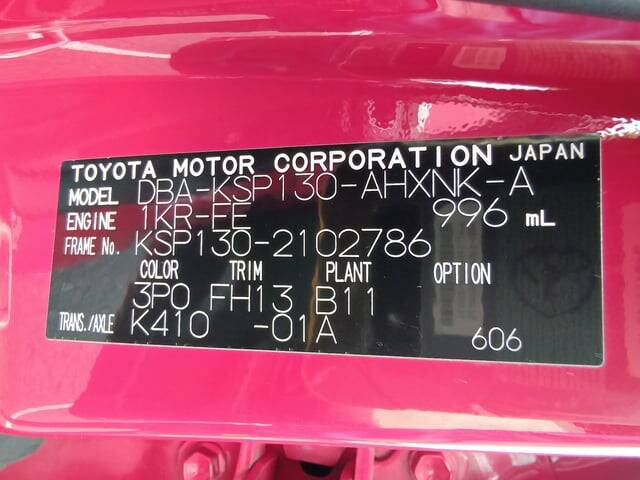 TOYOTA MOTOR CORPORATION JAPAN
MODEL DBA-KSP130-AHXNK-A
ENGINE 1KR-FE 996 mL
FRAME No. KSP130-2102786
COLOR TRIM PLANT OPTION
3P0 FH13 B11
TRANS./AXLE K410 -01A 606